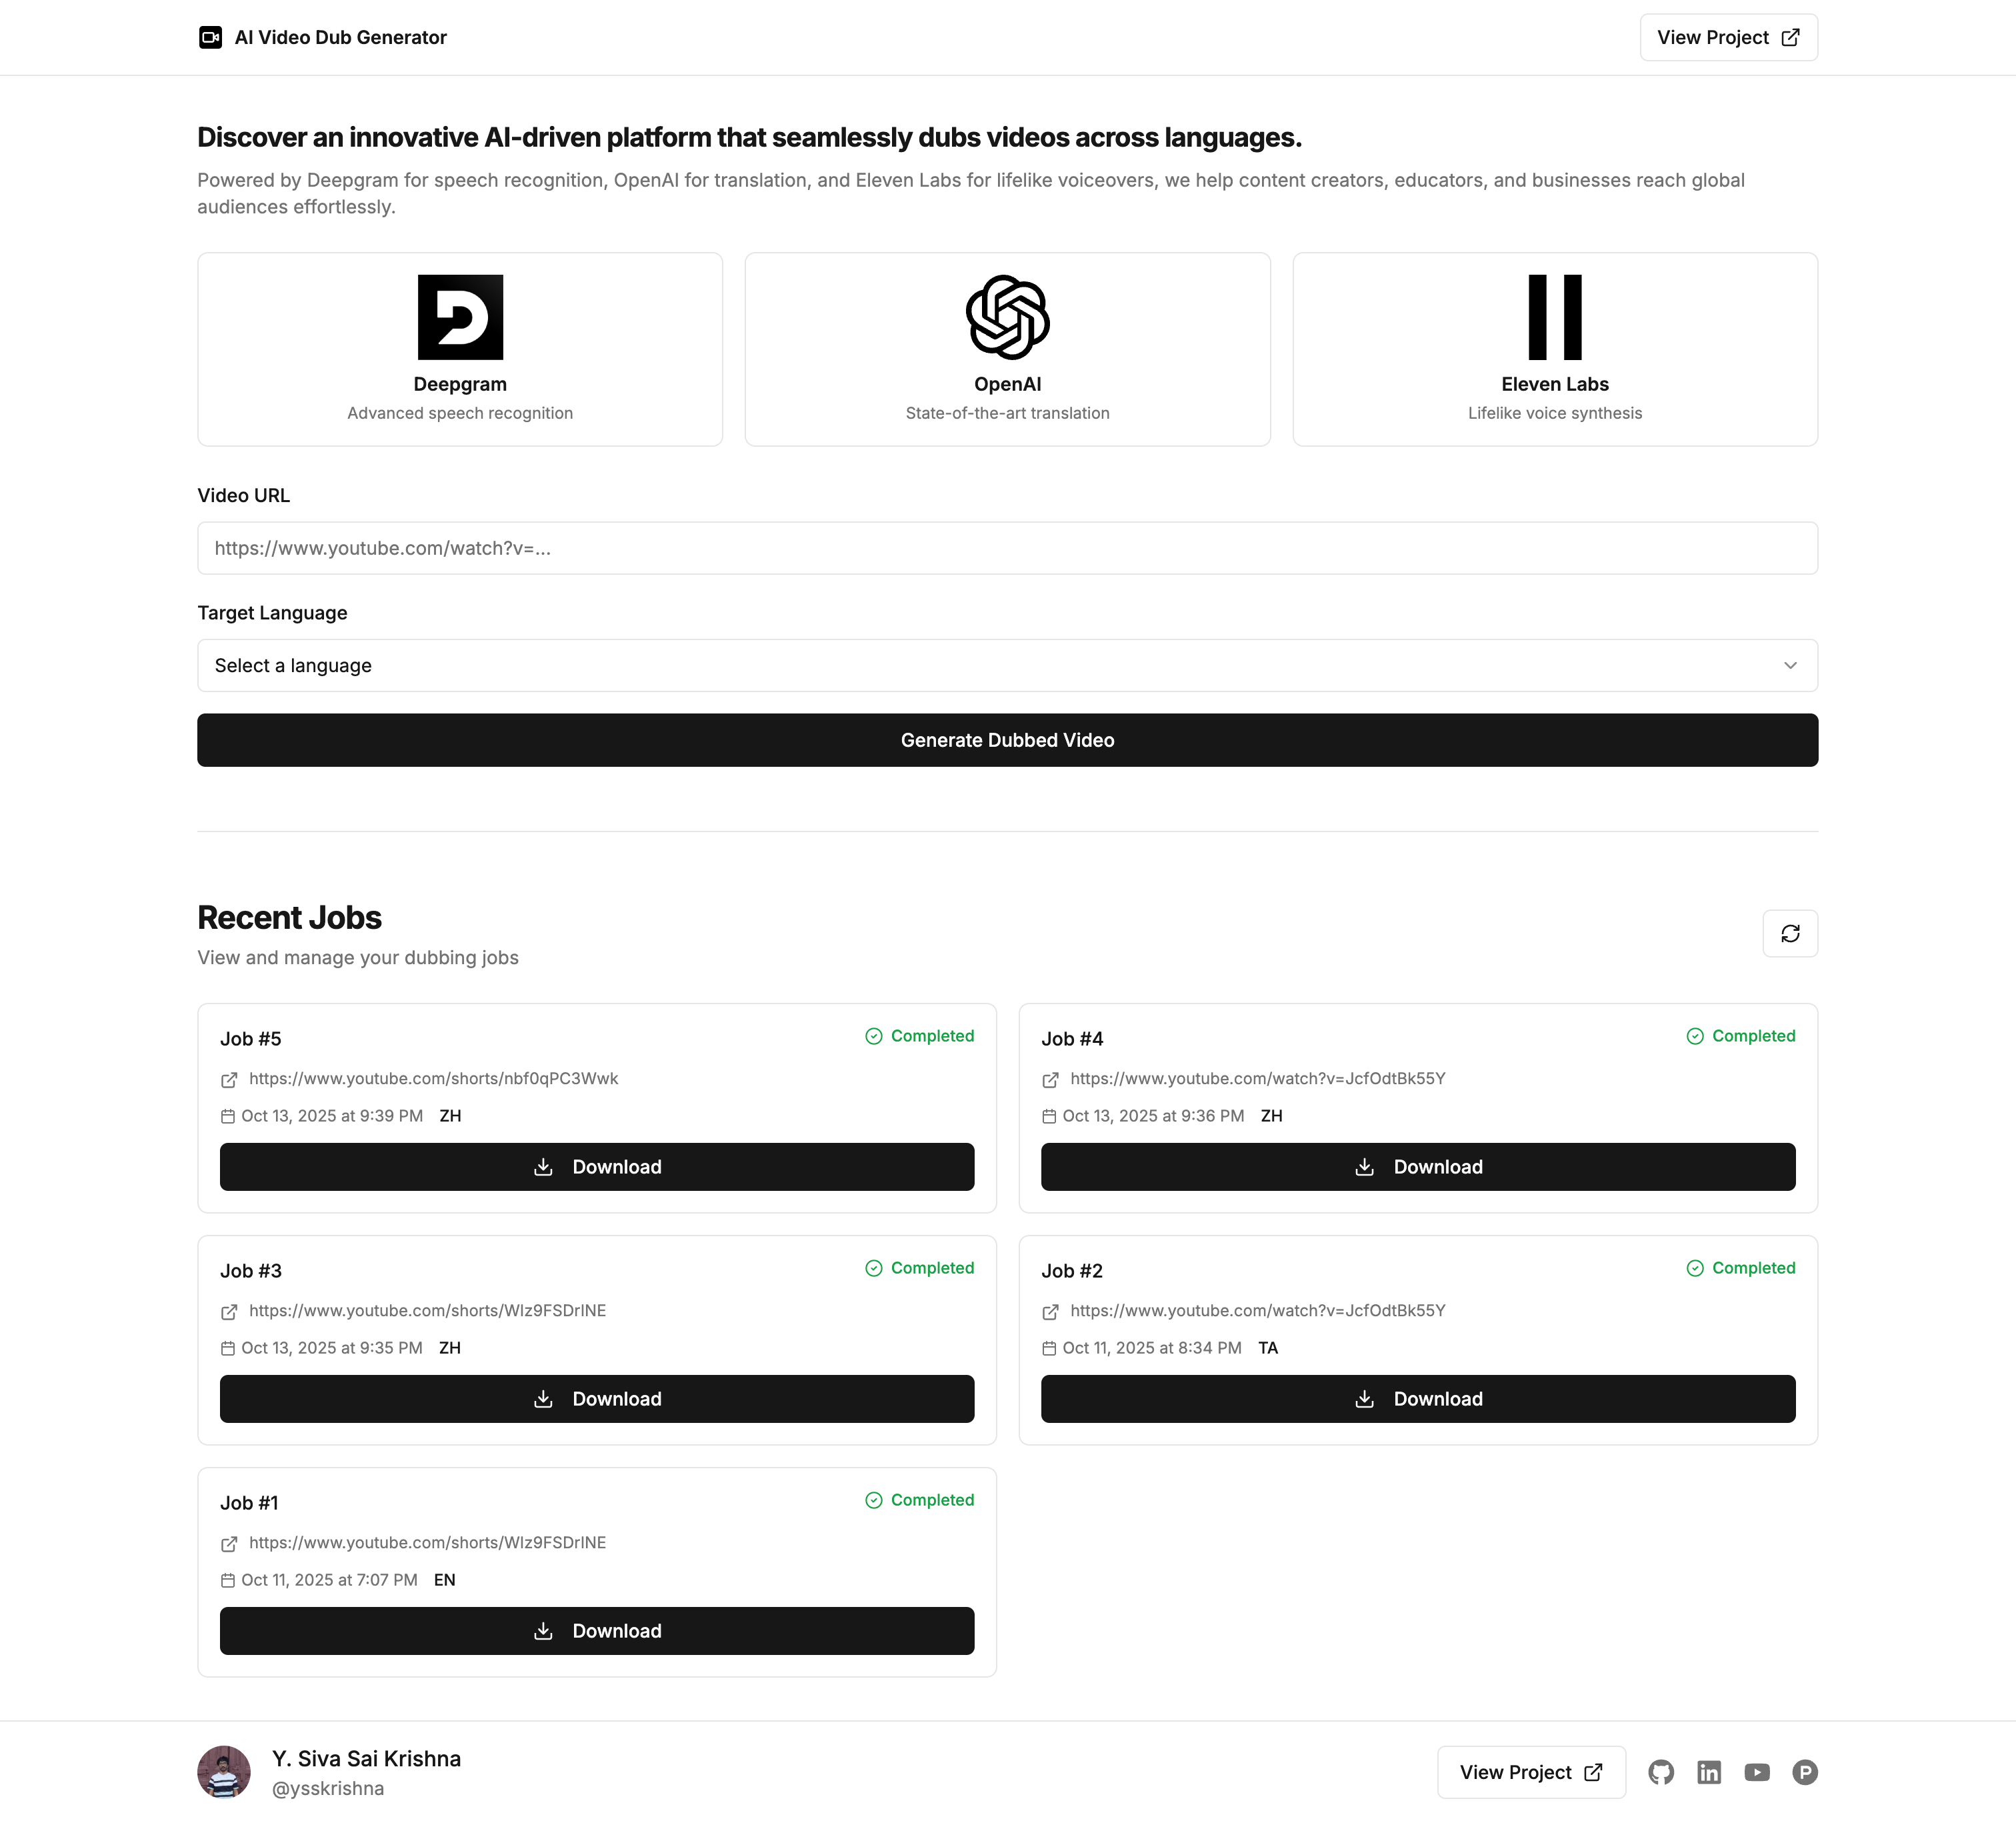 AI Video Dub Generator
View Project
Discover an innovative AI-driven platform that seamlessly dubs videos across languages.
Powered by Deepgram for speech recognition, OpenAI for translation, and Eleven Labs for lifelike voiceovers, we help content creators, educators, and businesses reach global
audiences effortlessly.
Deepgram
Advanced speech recognition
OpenAI
State-of-the-art translation
Eleven Labs
Lifelike voice synthesis
Video URL
https://www.youtube.com/watch?v=...
Target Language
Select a language
Generate Dubbed Video
Recent Jobs
View and manage your dubbing jobs
Job #5
Completed
https://www.youtube.com/shorts/nbf0qPC3Wwk
Oct 13, 2025 at 9:39 PM ZH
Download
Job #4
Completed
https://www.youtube.com/watch?v=JcfOdtBk55Y
Oct 13, 2025 at 9:36 PM ZH
Download
Job #3
Completed
https://www.youtube.com/shorts/WIz9FSDrINE
Oct 13, 2025 at 9:35 PM ZH
Download
Job #2
Completed
https://www.youtube.com/watch?v=JcfOdtBk55Y
Oct 11, 2025 at 8:34 PM TA
Download
Job #1
Completed
https://www.youtube.com/shorts/WIz9FSDrINE
Oct 11, 2025 at 7:07 PM EN
Download
Y. Siva Sai Krishna
@ysskrishna
View Project